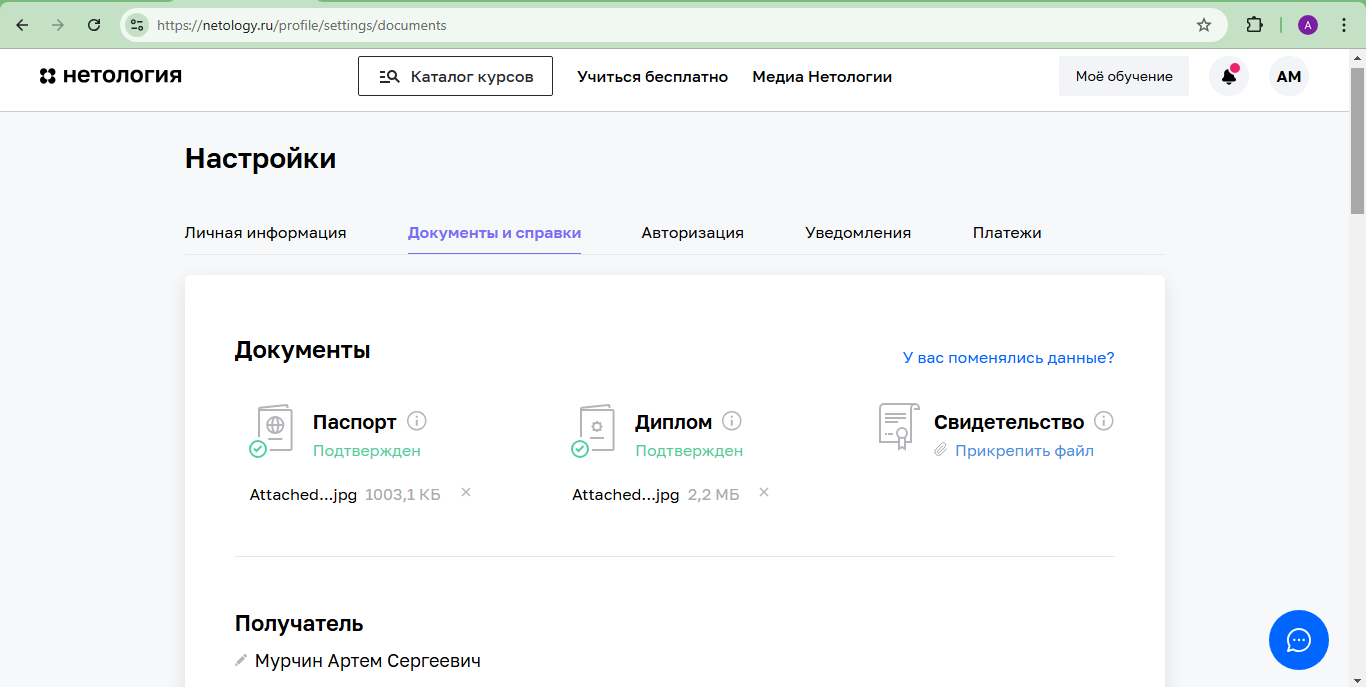 https://netology.ru/profile/settings/documents
A
нетология
Каталог курсов
Учиться бесплатно
Медиа Нетологии
Моё обучение
АМ
Настройки
Личная информация
Документы и справки
Авторизация
Уведомления
Платежи
Документы
У вас поменялись данные?
Паспорт
Подтвержден
Attached...jpg 1003,1 КБ
Диплом
Подтвержден
Attached...jpg 2,2 МБ
Свидетельство
Прикрепить файл
Получатель
Мурчин Артем Сергеевич